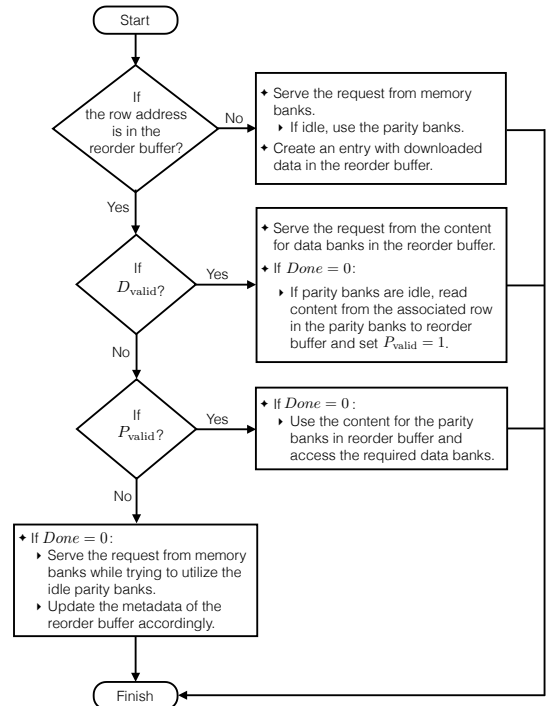 Start
If
the row address
is in the
reorder buffer?
No
✦ Serve the request from memory
banks.
‣ If idle, use the parity banks.
✦ Create an entry with downloaded
data in the reorder buffer.
Yes
If
D_valid?
Yes
✦ Serve the request from the content
for data banks in the reorder buffer.
✦ If Done = 0:
‣ If parity banks are idle, read
content from the associated row
in the parity banks to reorder
buffer and set P_valid = 1.
No
If
P_valid?
Yes
✦ If Done = 0 :
‣ Use the content for the parity
banks in reorder buffer and
access the required data banks.
No
✦ If Done = 0:
‣ Serve the request from memory
banks while trying to utilize the
idle parity banks.
‣ Update the metadata of the
reorder buffer accordingly.
Finish